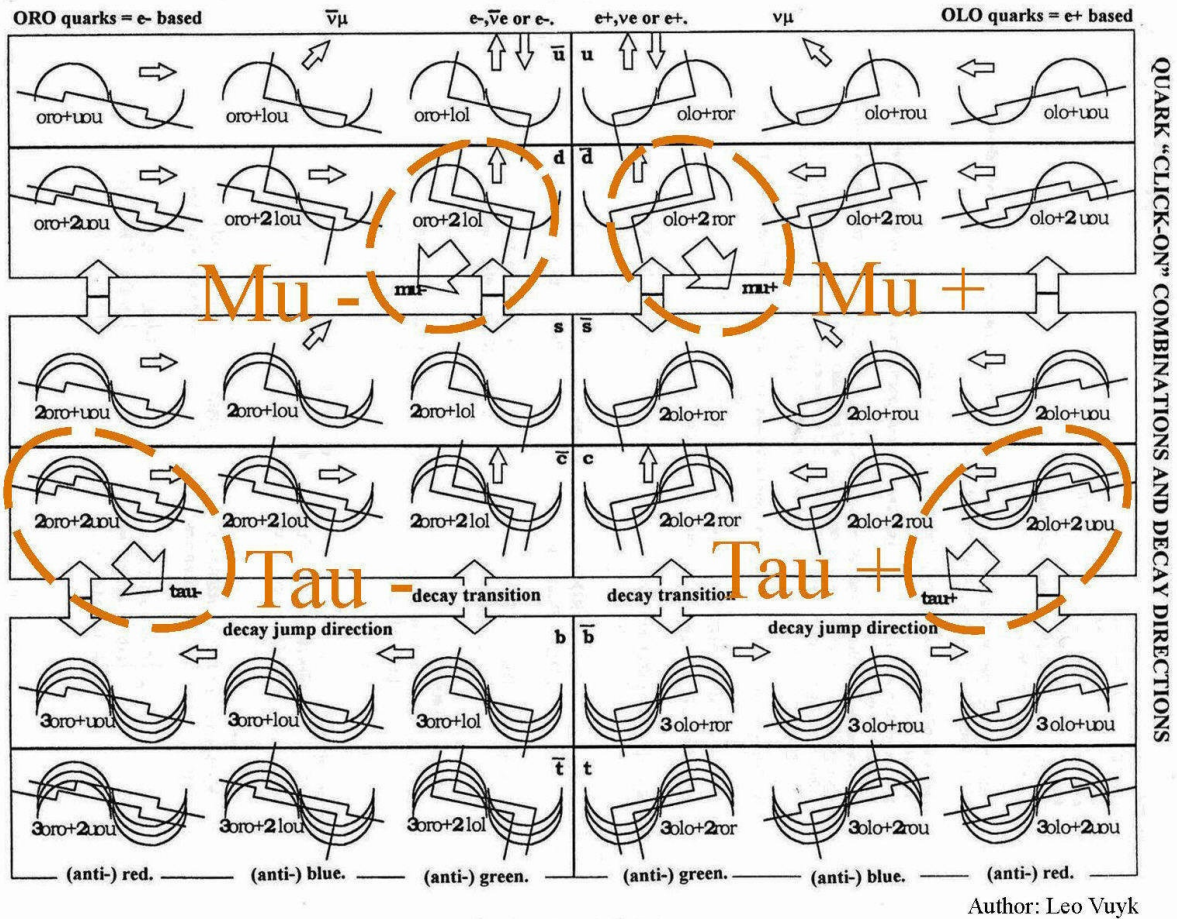 ORO quarks = e- based
ν̅μ
e-,ν̅e or e-.
e+,νe or e+.
νμ
OLO quarks = e+ based
u̅
u
oro+uou
oro+lou
oro+lol
olo+ror
olo+rou
olo+uou
d
d̅
oro+2uou
oro+2lou
oro+2lol
olo+2ror
olo+2rou
olo+2uou
Mu -
mu-
mu+
Mu +
s
s̅
2oro+uou
2oro+lou
2oro+lol
2olo+ror
2olo+rou
2olo+uou
c̅
c
2oro+2uou
2oro+2lou
2oro+2lol
2olo+2ror
2olo+2rou
2olo+2uou
tau-
Tau -
decay transition
decay transition
Tau +
tau+
decay jump direction
b
b̅
decay jump direction
3oro+uou
3oro+lou
3oro+lol
3olo+ror
3olo+rou
3olo+uou
t̅
t
3oro+2uou
3oro+2lou
3oro+2lol
3olo+2ror
3olo+2rou
3olo+2uou
(anti-) red.
(anti-) blue.
(anti-) green.
(anti-) green.
(anti-) blue.
(anti-) red.
QUARK "CLICK-ON" COMBINATIONS AND DECAY DIRECTIONS
Author: Leo Vuyk